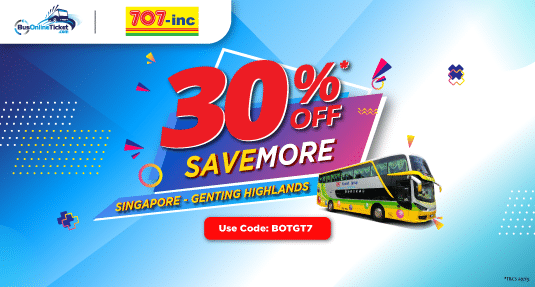 BusOnlineTicket
.com
707-inc
30%*
OFF
SAVEMORE
SINGAPORE - GENTING HIGHLANDS
Use Code: BOTGT7